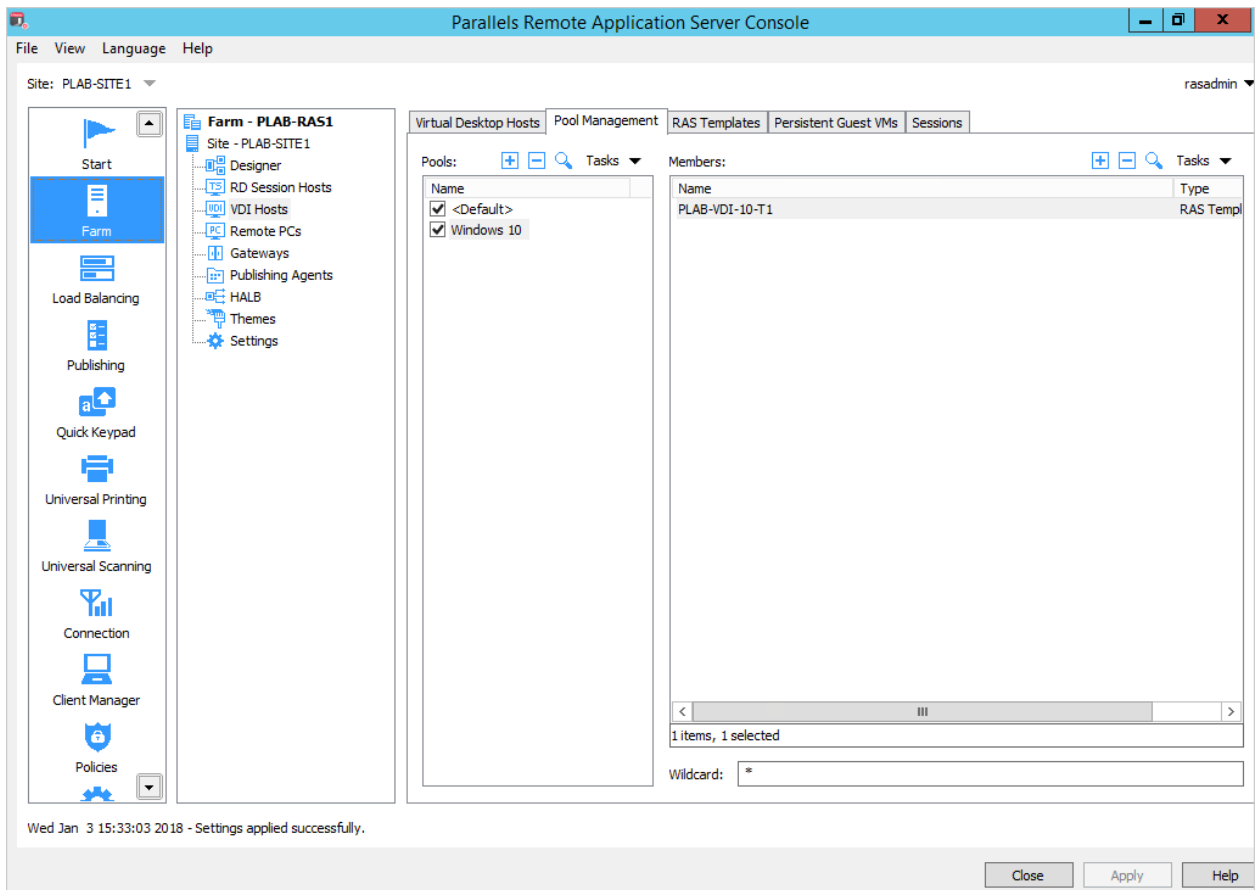 Parallels Remote Application Server Console
File View Language Help
Site: PLAB-SITE1
rasadmin
Start
Farm
Load Balancing
Publishing
a
Quick Keypad
Universal Printing
Universal Scanning
Connection
Client Manager
Policies
Farm - PLAB-RAS1
Site - PLAB-SITE1
Designer
TS RD Session Hosts
VDI VDI Hosts
PC Remote PCs
Gateways
Publishing Agents
HALB
Themes
Settings
Virtual Desktop Hosts Pool Management RAS Templates Persistent Guest VMs Sessions
Pools: Tasks
Name
<Default>
Windows 10
Members: Tasks
Name Type
PLAB-VDI-10-T1 RAS Templ
1 items, 1 selected
Wildcard: *
Wed Jan 3 15:33:03 2018 - Settings applied successfully.
Close Apply Help